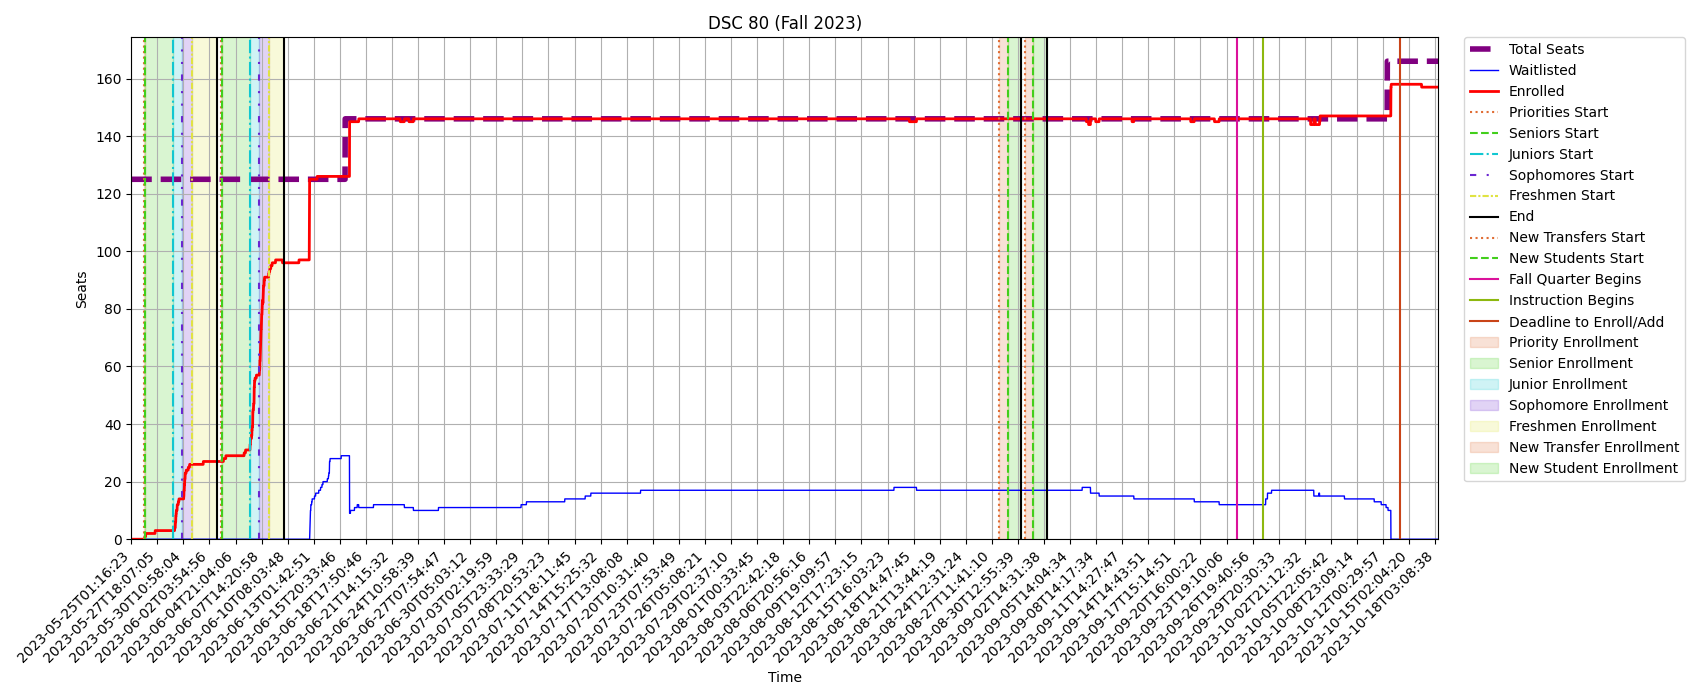 DSC 80 (Fall 2023)
Seats
160
140
120
100
80
60
40
20
0
2023-05-25T01:16:23
2023-05-27T18:07:05
2023-05-30T10:58:04
2023-06-02T03:54:56
2023-06-04T21:04:06
2023-06-07T14:20:58
2023-06-10T08:03:48
2023-06-13T01:42:51
2023-06-15T20:33:46
2023-06-18T17:50:46
2023-06-21T14:15:32
2023-06-24T10:58:39
2023-06-27T07:54:47
2023-06-30T05:03:12
2023-07-03T02:19:59
2023-07-05T23:33:29
2023-07-08T20:53:23
2023-07-11T18:11:45
2023-07-14T15:25:32
2023-07-17T13:08:08
2023-07-20T10:31:40
2023-07-23T07:53:49
2023-07-26T05:08:21
2023-07-29T02:37:10
2023-08-01T00:33:45
2023-08-03T22:42:18
2023-08-06T20:56:16
2023-08-09T19:09:57
2023-08-12T17:23:15
2023-08-15T16:03:23
2023-08-18T14:47:45
2023-08-21T13:44:19
2023-08-24T12:31:24
2023-08-27T11:41:10
2023-08-30T12:55:39
2023-09-02T14:31:38
2023-09-05T14:04:34
2023-09-08T14:17:34
2023-09-11T14:27:47
2023-09-14T14:43:51
2023-09-17T15:14:51
2023-09-20T16:00:22
2023-09-23T19:10:06
2023-09-26T19:40:56
2023-09-29T20:30:33
2023-10-02T21:12:32
2023-10-05T22:05:42
2023-10-08T23:09:14
2023-10-12T00:29:57
2023-10-15T02:04:20
2023-10-18T03:08:38
Time
Total Seats
Waitlisted
Enrolled
Priorities Start
Seniors Start
Juniors Start
Sophomores Start
Freshmen Start
End
New Transfers Start
New Students Start
Fall Quarter Begins
Instruction Begins
Deadline to Enroll/Add
Priority Enrollment
Senior Enrollment
Junior Enrollment
Sophomore Enrollment
Freshmen Enrollment
New Transfer Enrollment
New Student Enrollment